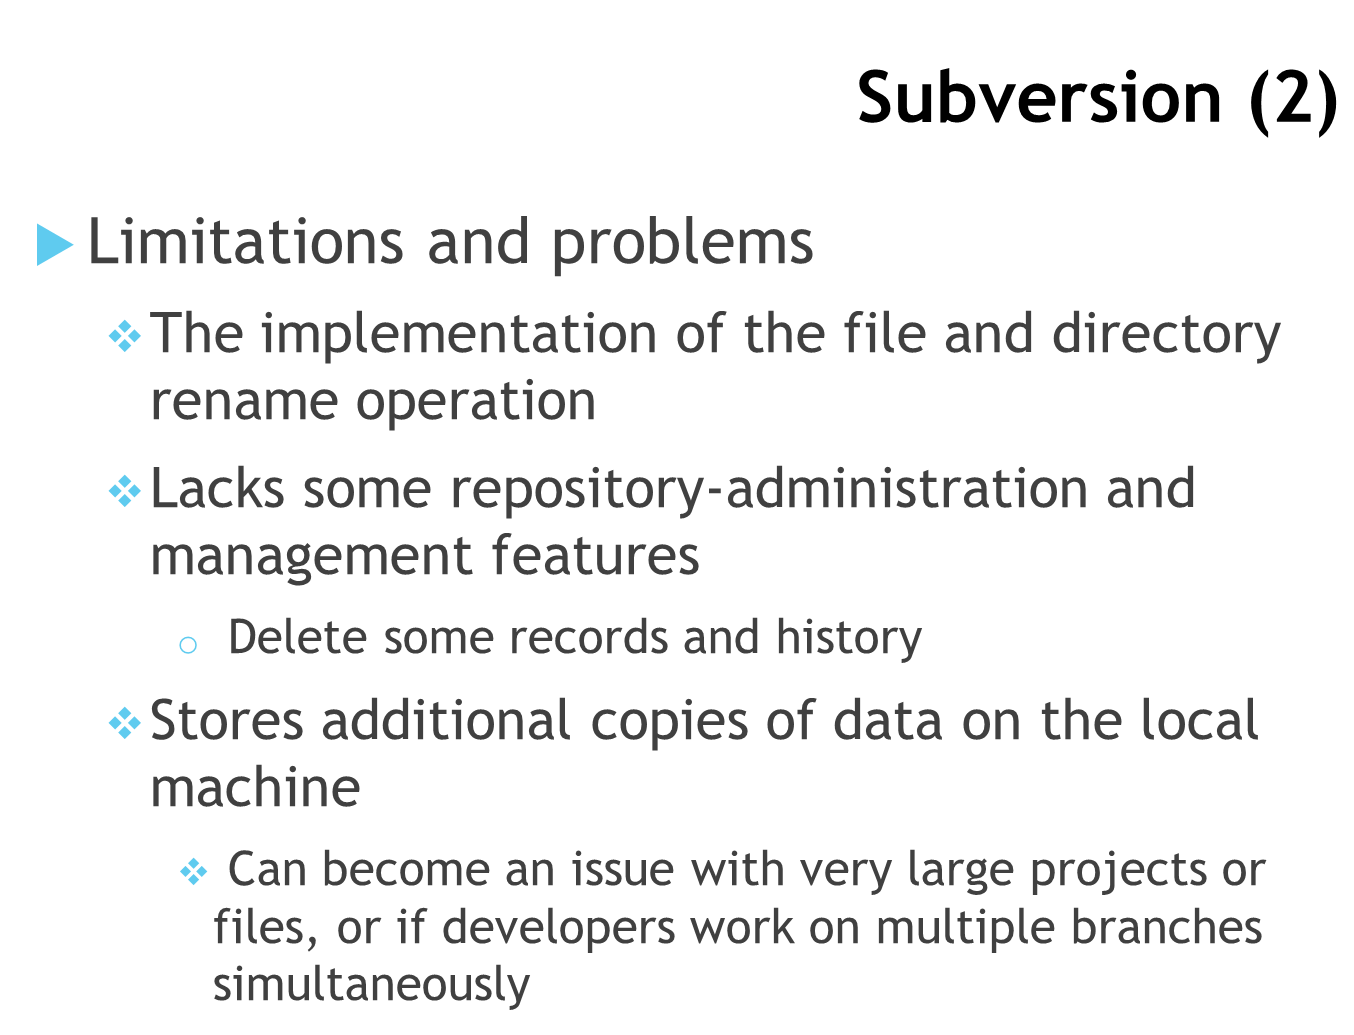 Subversion (2)
Limitations and problems
The implementation of the file and directory
rename operation
Lacks some repository-administration and
management features
Delete some records and history
Stores additional copies of data on the local
machine
Can become an issue with very large projects or
files, or if developers work on multiple branches
simultaneously